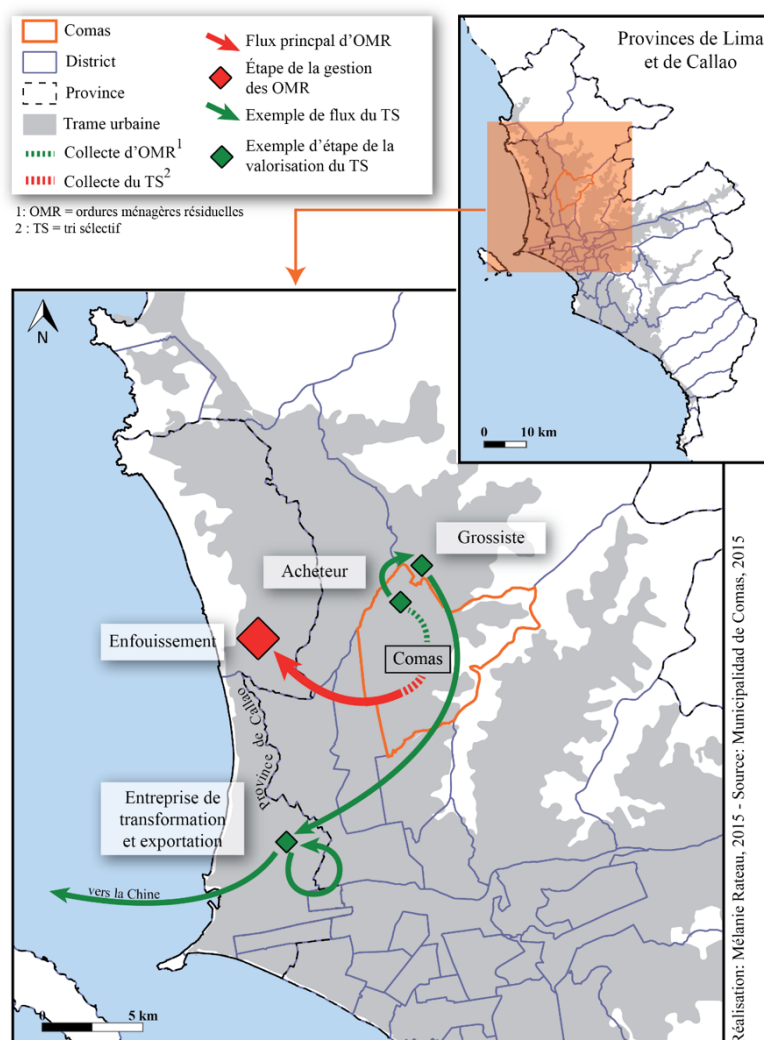 Comas
District
Province
Trame urbaine
Collecte d'OMR1
Collecte du TS2
Flux princpal d'OMR
Étape de la gestion
des OMR
Exemple de flux du TS
Exemple d'étape de la
valorisation du TS
1: OMR = ordures ménagères résiduelles
2 : TS = tri sélectif
Provinces de Lima
et de Callao
0 10 km
N
Grossiste
Acheteur
Enfouissement
Comas
Province de Callao
Entreprise de
transformation
et exportation
vers la Chine
0 5 km
Réalisation: Mélanie Rateau, 2015 - Source: Municipalidad de Comas, 2015